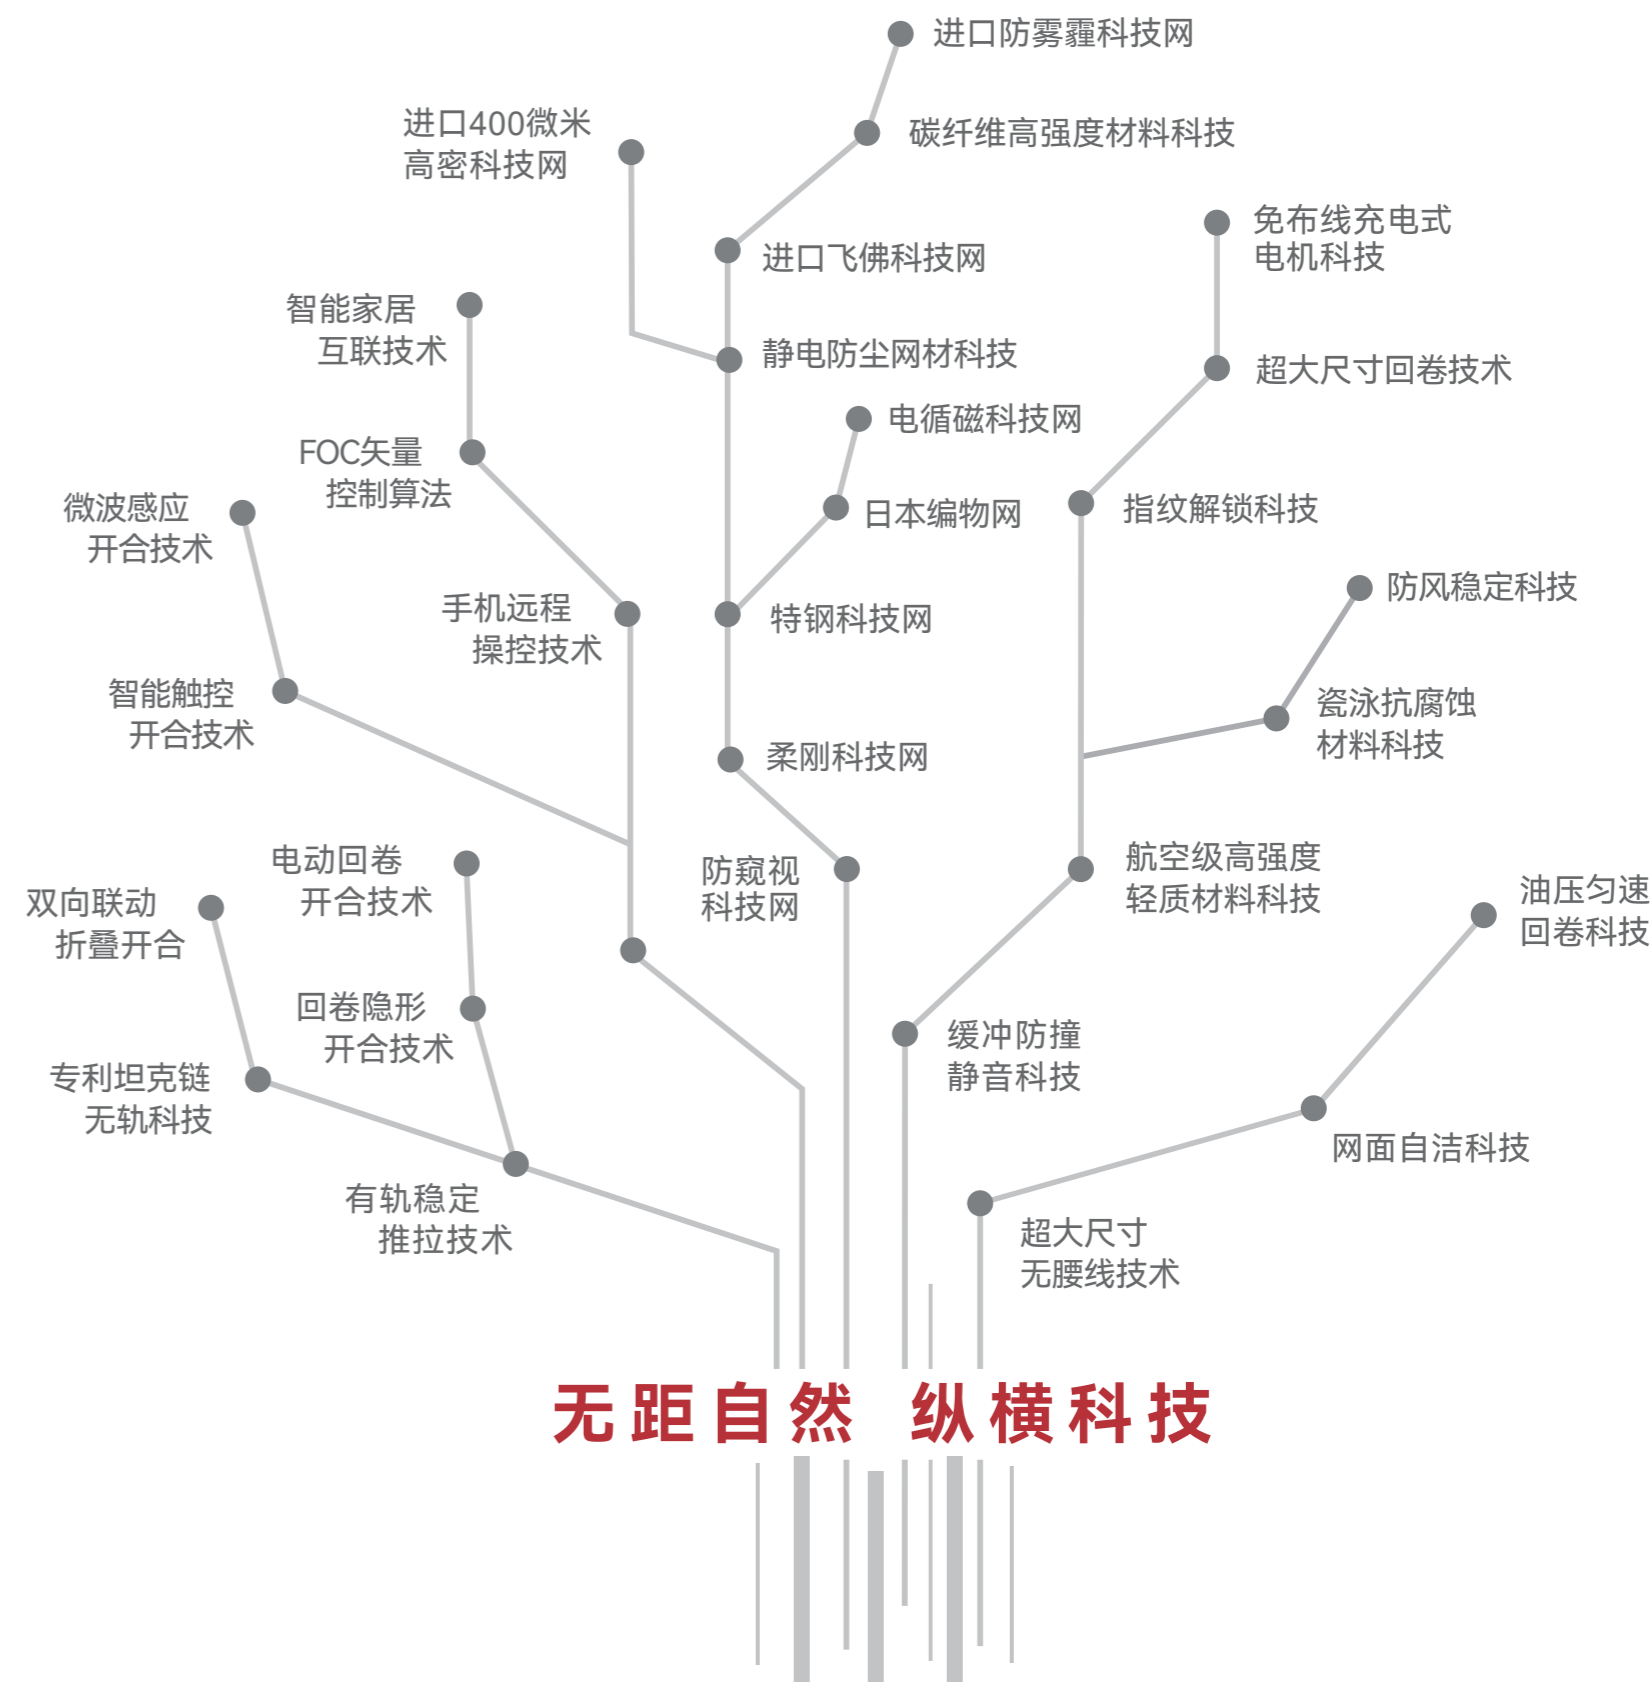 进口防雾霾科技网
进口400微米
高密科技网
碳纤维高强度材料科技
免布线充电式
电机科技
进口飞佛科技网
智能家居
互联技术
静电防尘网材科技
超大尺寸回卷技术
电循磁科技网
FOC矢量
控制算法
微波感应
开合技术
日本编物网
指纹解锁科技
手机远程
操控技术
特钢科技网
防风稳定科技
智能触控
开合技术
瓷泳抗腐蚀
材料科技
柔刚科技网
电动回卷
开合技术
防窥视
科技网
航空级高强度
轻质材料科技
双向联动
折叠开合
油压匀速
回卷科技
回卷隐形
开合技术
缓冲防撞
静音科技
专利坦克链
无轨科技
网面自洁科技
有轨稳定
推拉技术
超大尺寸
无腰线技术
无距自然 纵横科技